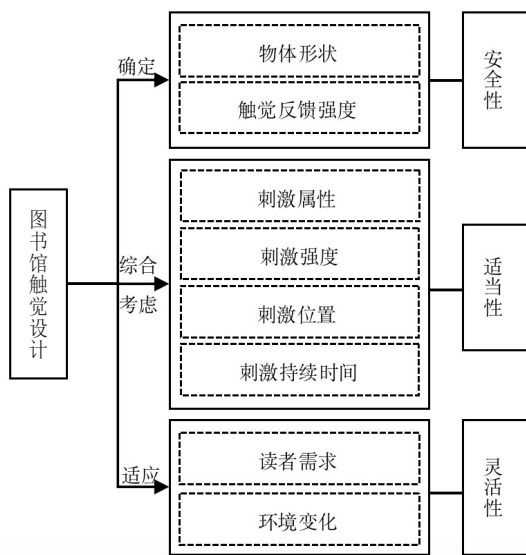 图书馆触觉设计
确定
物体形状
触觉反馈强度
安全性
综合
考虑
刺激属性
刺激强度
刺激位置
刺激持续时间
适当性
适应
读者需求
环境变化
灵活性